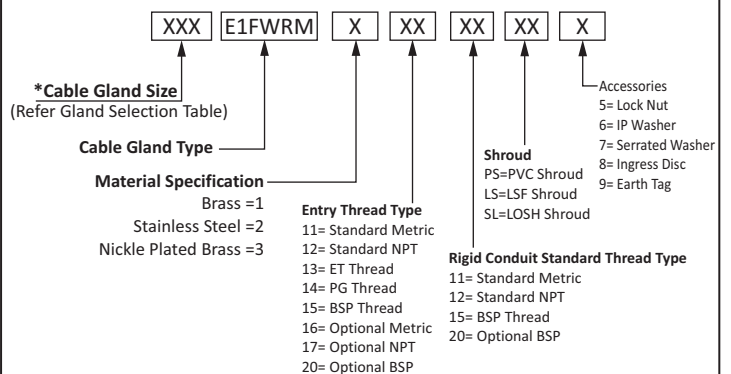 XXX E1FWRM X XX XX XX X
*Cable Gland Size
(Refer Gland Selection Table)
Cable Gland Type
Material Specification
Brass =1
Stainless Steel =2
Nickle Plated Brass =3
Entry Thread Type
11= Standard Metric
12= Standard NPT
13= ET Thread
14= PG Thread
15= BSP Thread
16= Optional Metric
17= Optional NPT
20= Optional BSP
Rigid Conduit Standard Thread Type
11= Standard Metric
12= Standard NPT
15= BSP Thread
20= Optional BSP
Shroud
PS=PVC Shroud
LS=LSF Shroud
SL=LOSH Shroud
Accessories
5= Lock Nut
6= IP Washer
7= Serrated Washer
8= Ingress Disc
9= Earth Tag